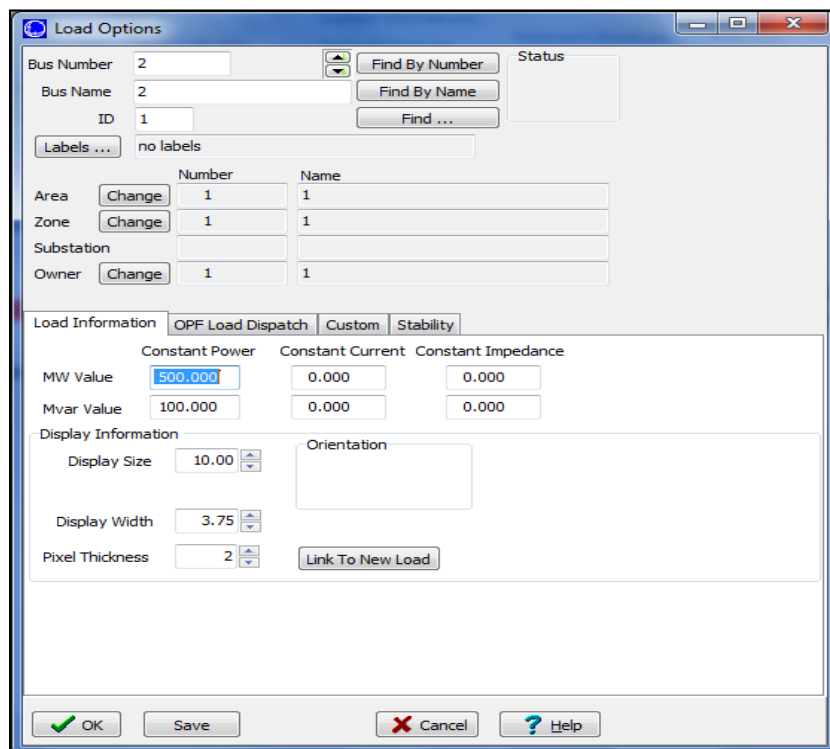 Load Options
Bus Number 2 Find By Number Status
Bus Name 2 Find By Name
ID 1 Find ...
Labels ... no labels
Number Name
Area Change 1 1
Zone Change 1 1
Substation
Owner Change 1 1
Load Information OPF Load Dispatch Custom Stability
Constant Power Constant Current Constant Impedance
MW Value 500.000 0.000 0.000
Mvar Value 100.000 0.000 0.000
Display Information
Orientation
Display Size 10.00
Display Width 3.75
Pixel Thickness 2 Link To New Load
OK Save Cancel ? Help